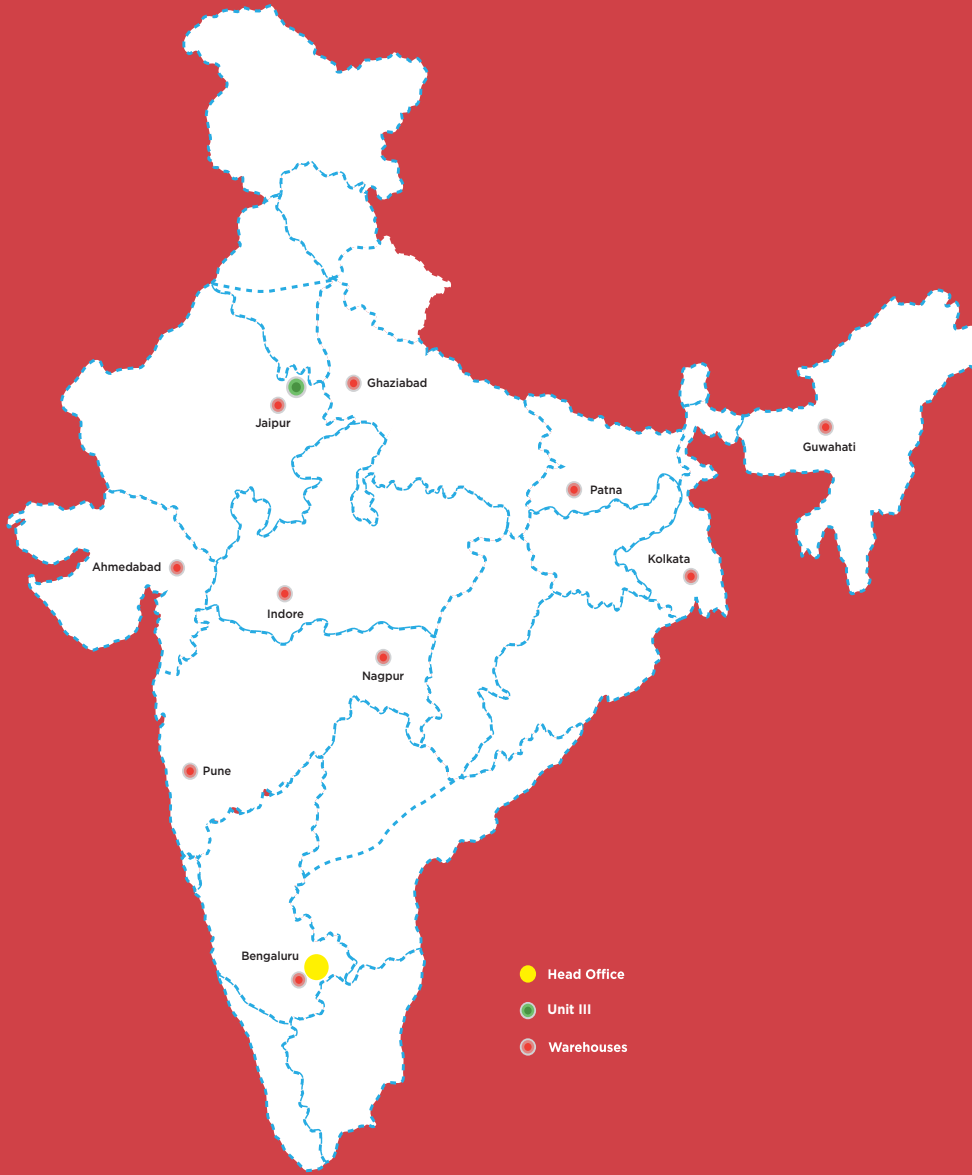 Ghaziabad
Jaipur
Guwahati
Patna
Kolkata
Ahmedabad
Indore
Nagpur
Pune
Bengaluru
Head Office
Unit III
Warehouses